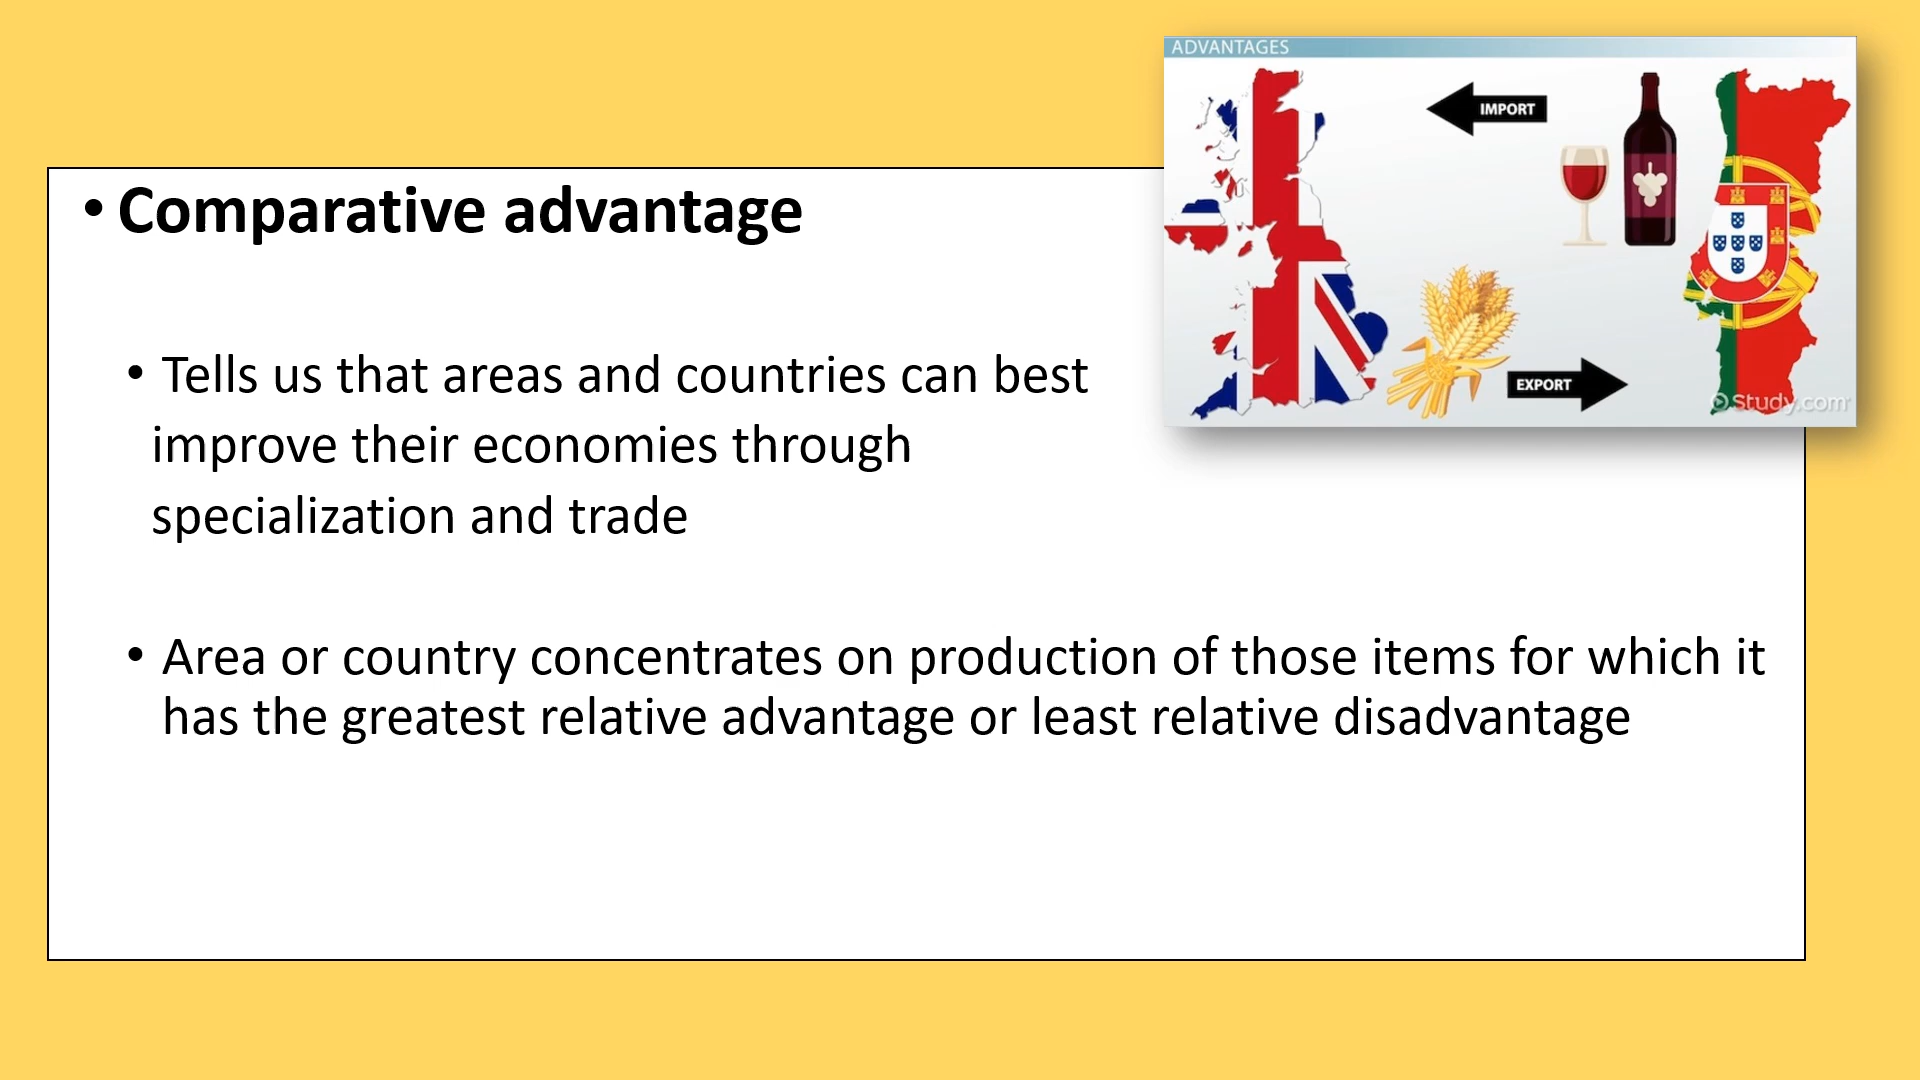 ADVANTAGES
IMPORT
EXPORT
Study.com
• Comparative advantage
• Tells us that areas and countries can best
improve their economies through
specialization and trade
• Area or country concentrates on production of those items for which it
has the greatest relative advantage or least relative disadvantage